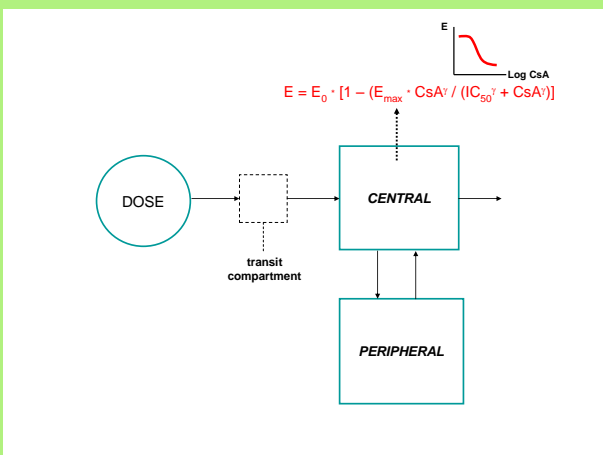 E
Log CsA
E = E₀ * [1 – (Eₘₐₓ * CsAᵞ / (IC₅₀ᵞ + CsAᵞ)]
DOSE
CENTRAL
transit
compartment
PERIPHERAL